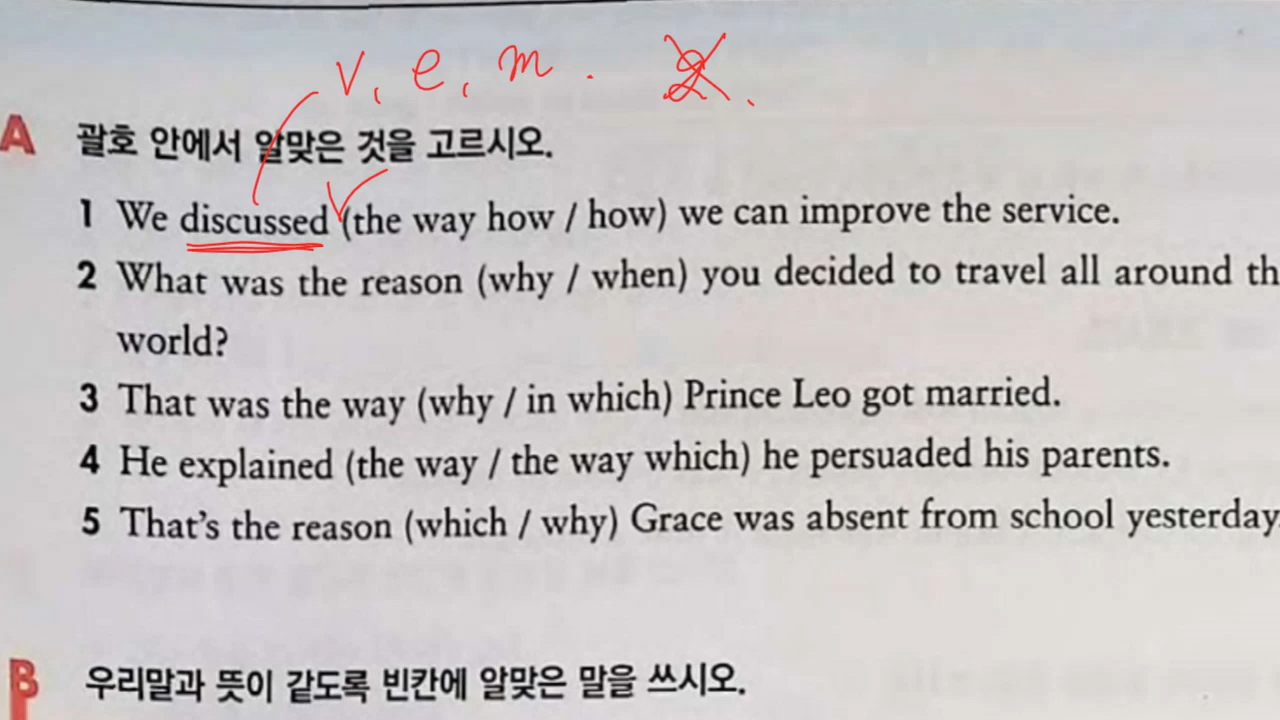 v, e, m.
A 괄호 안에서 알맞은 것을 고르시오.
1 We discussed (the way how / how) we can improve the service.
2 What was the reason (why / when) you decided to travel all around th
world?
3 That was the way (why / in which) Prince Leo got married.
4 He explained (the way / the way which) he persuaded his parents.
5 That's the reason (which / why) Grace was absent from school yesterday
B 우리말과 뜻이 같도록 빈칸에 알맞은 말을 쓰시오.